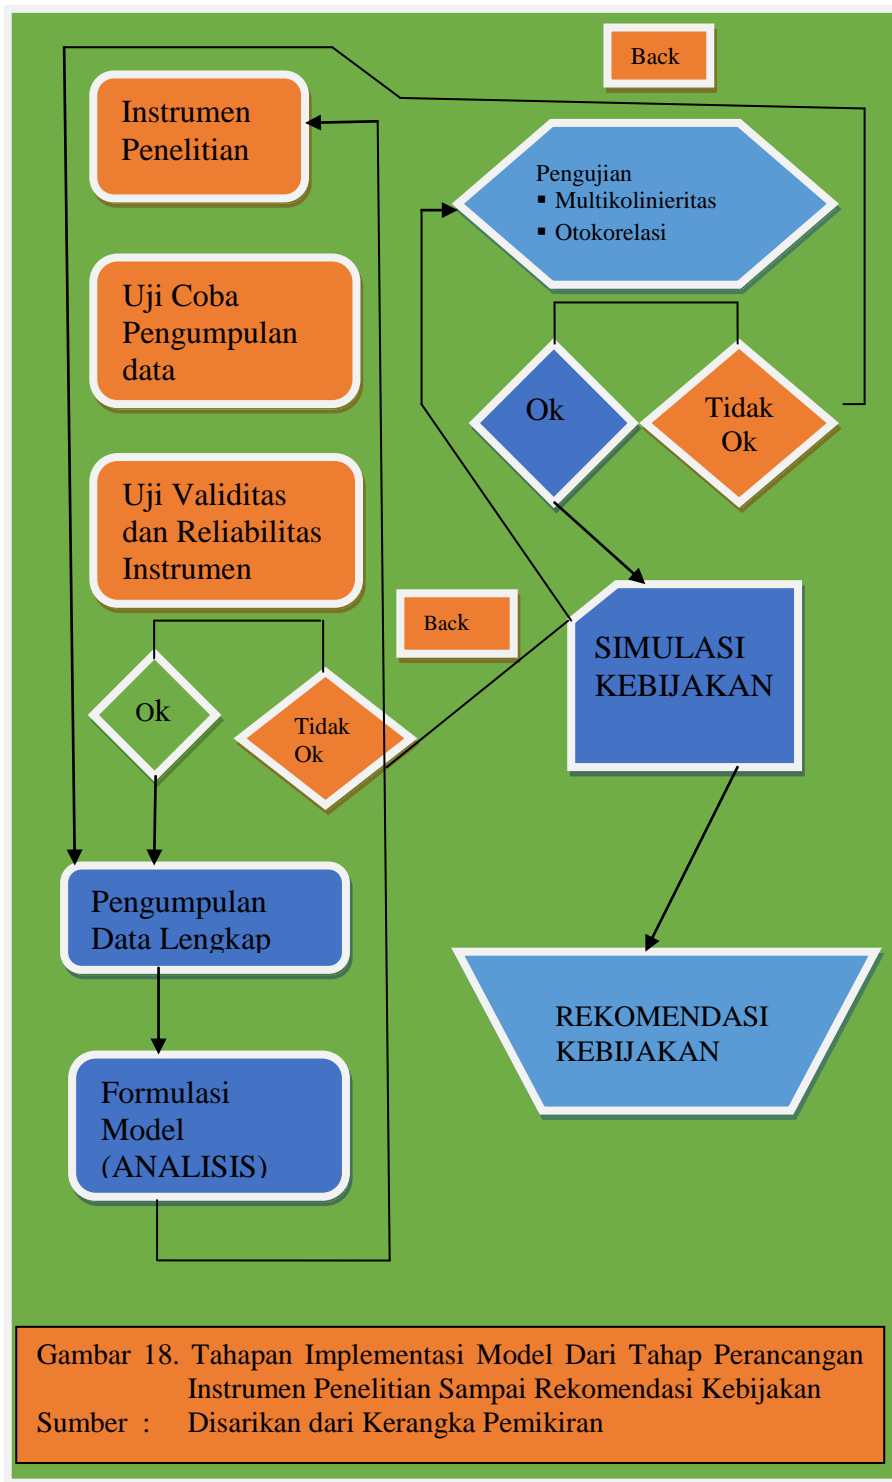 Back
Instrumen
Penelitian
Pengujian
▪ Multikolinieritas
▪ Otokorelasi
Uji Coba
Pengumpulan
data
Ok
Tidak
Ok
Uji Validitas
dan Reliabilitas
Instrumen
Back
SIMULASI
KEBIJAKAN
Ok
Tidak
Ok
Pengumpulan
Data Lengkap
REKOMENDASI
KEBIJAKAN
Formulasi
Model
(ANALISIS)
Gambar 18. Tahapan Implementasi Model Dari Tahap Perancangan
Instrumen Penelitian Sampai Rekomendasi Kebijakan
Sumber : Disarikan dari Kerangka Pemikiran